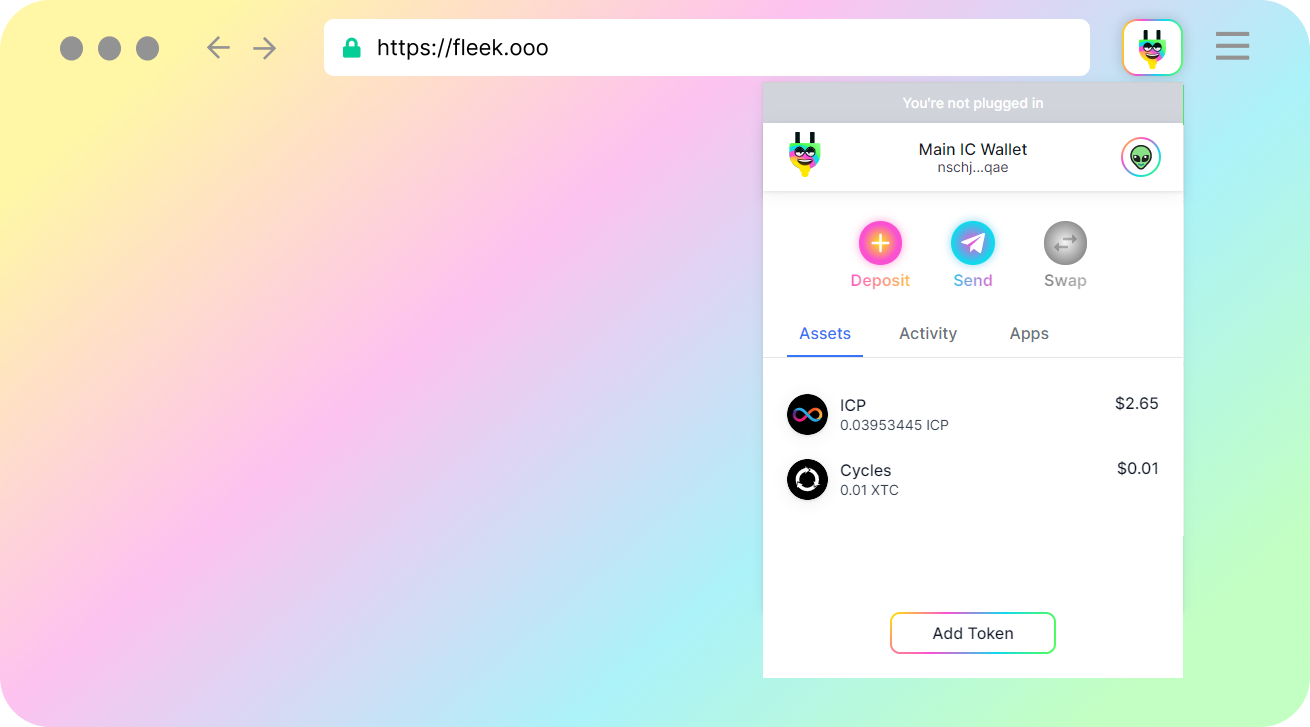 https://fleek.ooo
You're not plugged in
Main IC Wallet
nschj...qae
Deposit Send Swap
Assets Activity Apps
ICP $2.65
0.03953445 ICP
Cycles $0.01
0.01 XTC
Add Token